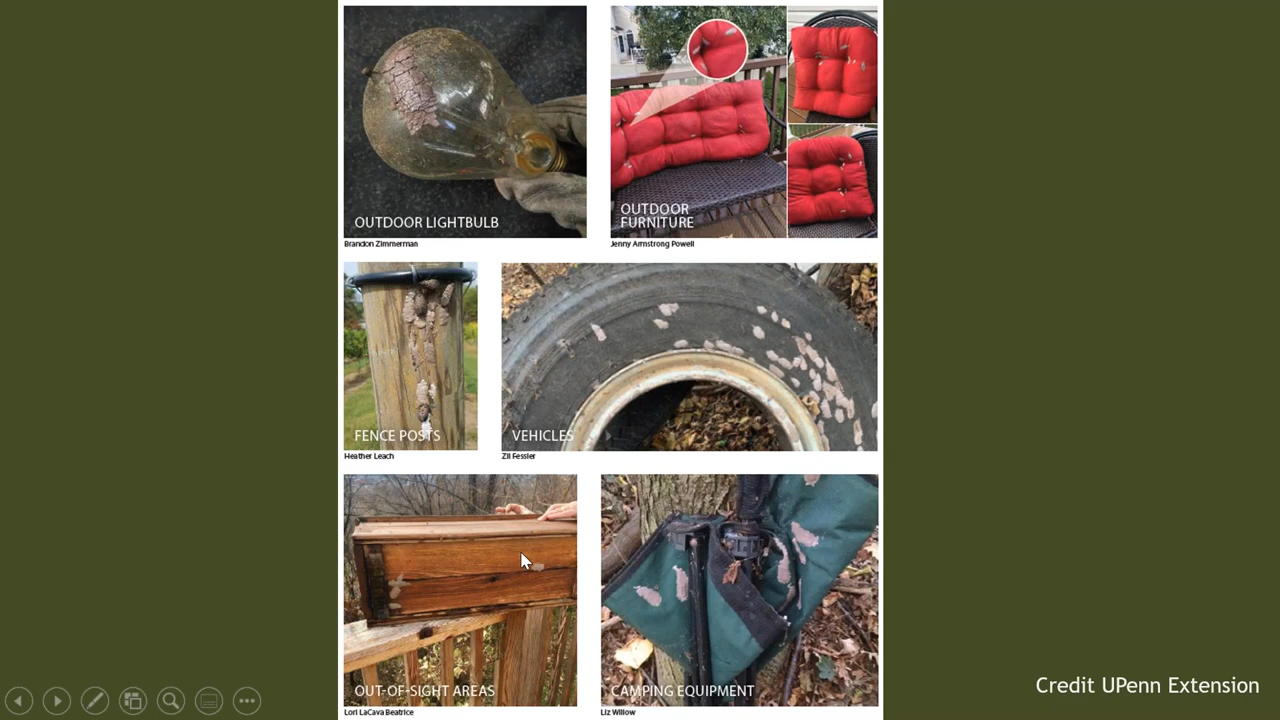 OUTDOOR LIGHTBULB
Brandon Zimmerman
OUTDOOR
FURNITURE
Jenny Armstrong Powell
FENCE POSTS
Heather Leach
VEHICLES
Zil Fessler
OUT-OF-SIGHT AREAS
Lori LaCava Beatrice
CAMPING EQUIPMENT
Liz Willow
Credit UPenn Extension